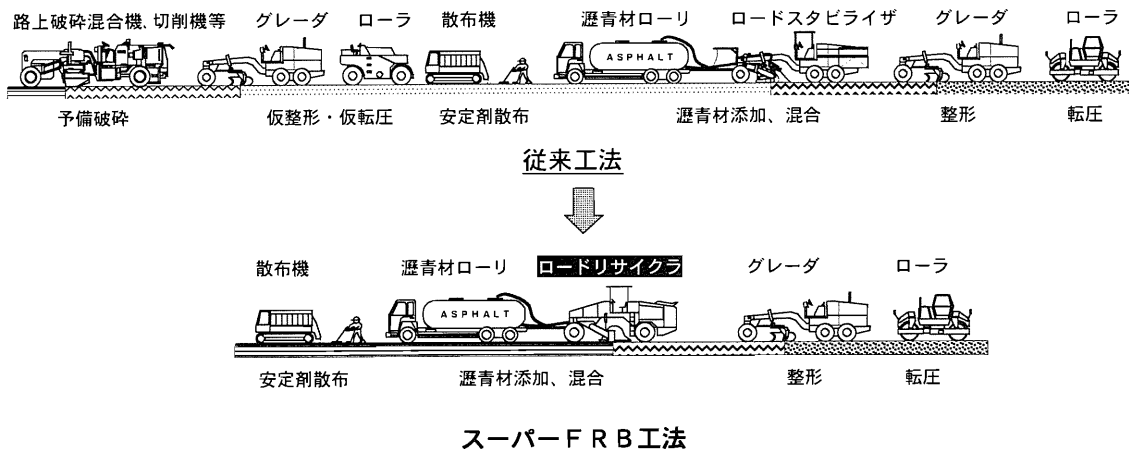 路上破砕混合機、切削機等 グレーダ ローラ 散布機 瀝青材ローリ ロードスタビライザ グレーダ ローラ
ASPHALT
予備破砕 仮整形・仮転圧 安定剤散布 瀝青材添加、混合 整形 転圧
従来工法
散布機 瀝青材ローリ ロードリサイクラ グレーダ ローラ
ASPHALT
安定剤散布 瀝青材添加、混合 整形 転圧
スーパーFRB工法